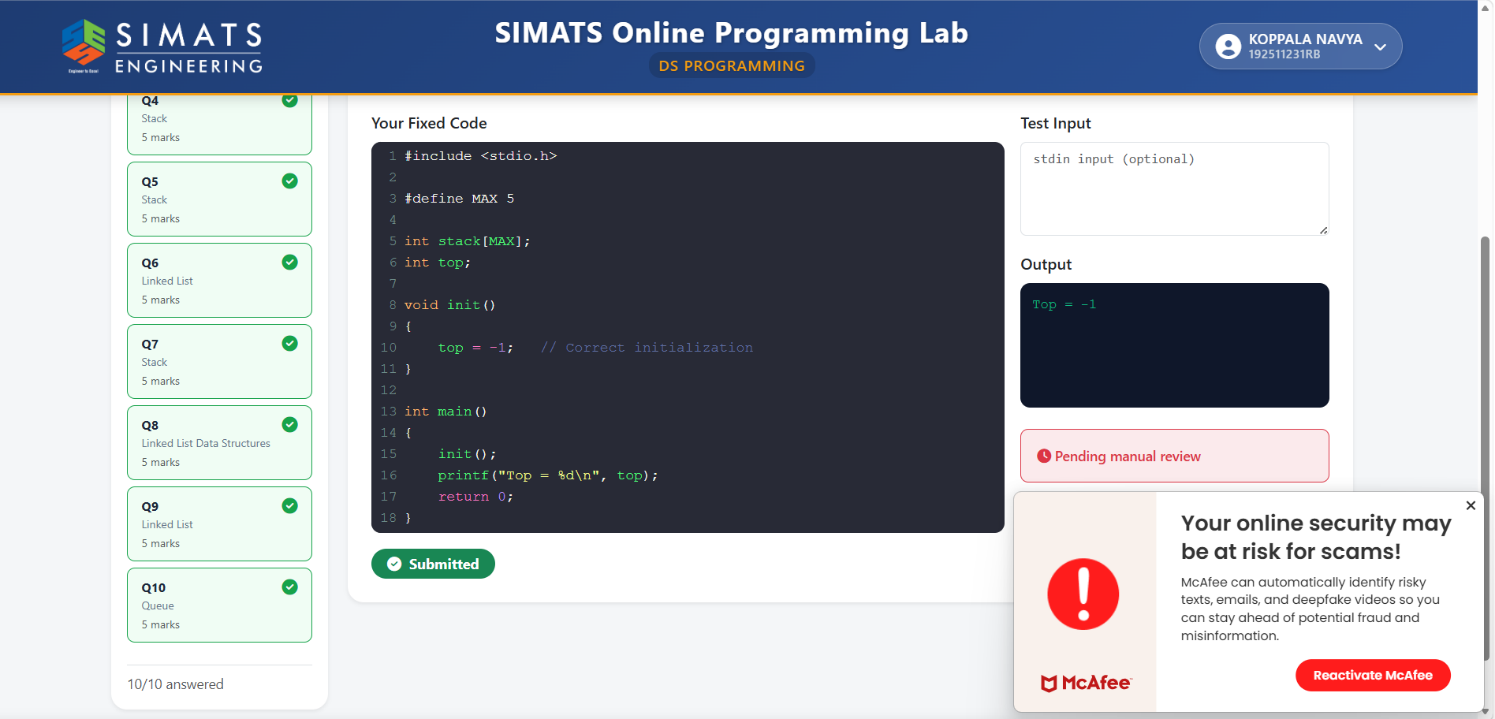 SIMATS
ENGINEERING
Engineer to Excel
SIMATS Online Programming Lab
DS PROGRAMMING
KOPPALA NAVYA
192511231RB
Q4
Stack
5 marks
Q5
Stack
5 marks
Q6
Linked List
5 marks
Q7
Stack
5 marks
Q8
Linked List Data Structures
5 marks
Q9
Linked List
5 marks
Q10
Queue
5 marks
10/10 answered
Your Fixed Code
1 #include <stdio.h>
2
3 #define MAX 5
4
5 int stack[MAX];
6 int top;
7
8 void init()
9 {
10     top = -1;   // Correct initialization
11 }
12
13 int main()
14 {
15     init();
16     printf("Top = %d\n", top);
17     return 0;
18 }
Submitted
Test Input
stdin input (optional)
Output
Top = -1
Pending manual review
Your online security may
be at risk for scams!
McAfee can automatically identify risky
texts, emails, and deepfake videos so you
can stay ahead of potential fraud and
misinformation.
McAfee
Reactivate McAfee